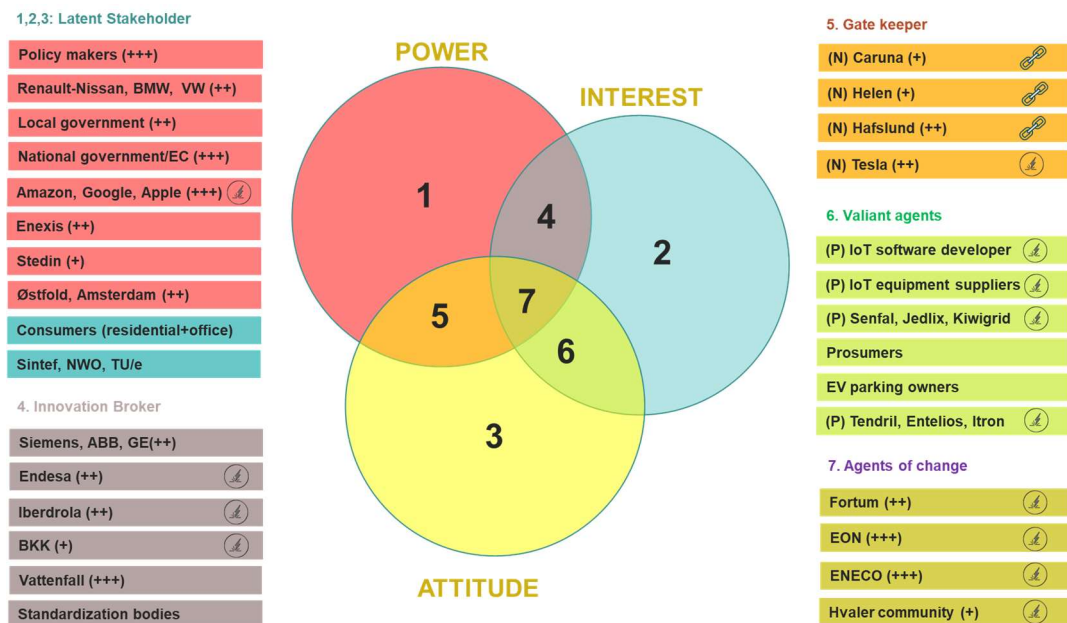 1,2,3: Latent Stakeholder
Policy makers (+++)
Renault-Nissan, BMW, VW (++)
Local government (++)
National government/EC (+++)
Amazon, Google, Apple (+++)
Enexis (++)
Stedin (+)
Østfold, Amsterdam (++)
Consumers (residential+office)
Sintef, NWO, TU/e
4. Innovation Broker
Siemens, ABB, GE(++)
Endesa (++)
Iberdrola (++)
BKK (+)
Vattenfall (+++)
Standardization bodies
POWER
INTEREST
1
4
2
7
5
6
3
ATTITUDE
5. Gate keeper
(N) Caruna (+)
(N) Helen (+)
(N) Hafslund (++)
(N) Tesla (++)
6. Valiant agents
(P) IoT software developer
(P) IoT equipment suppliers
(P) Senfal, Jedlix, Kiwigrid
Prosumers
EV parking owners
(P) Tendril, Entelios, Itron
7. Agents of change
Fortum (++)
EON (+++)
ENECO (+++)
Hvaler community (+)